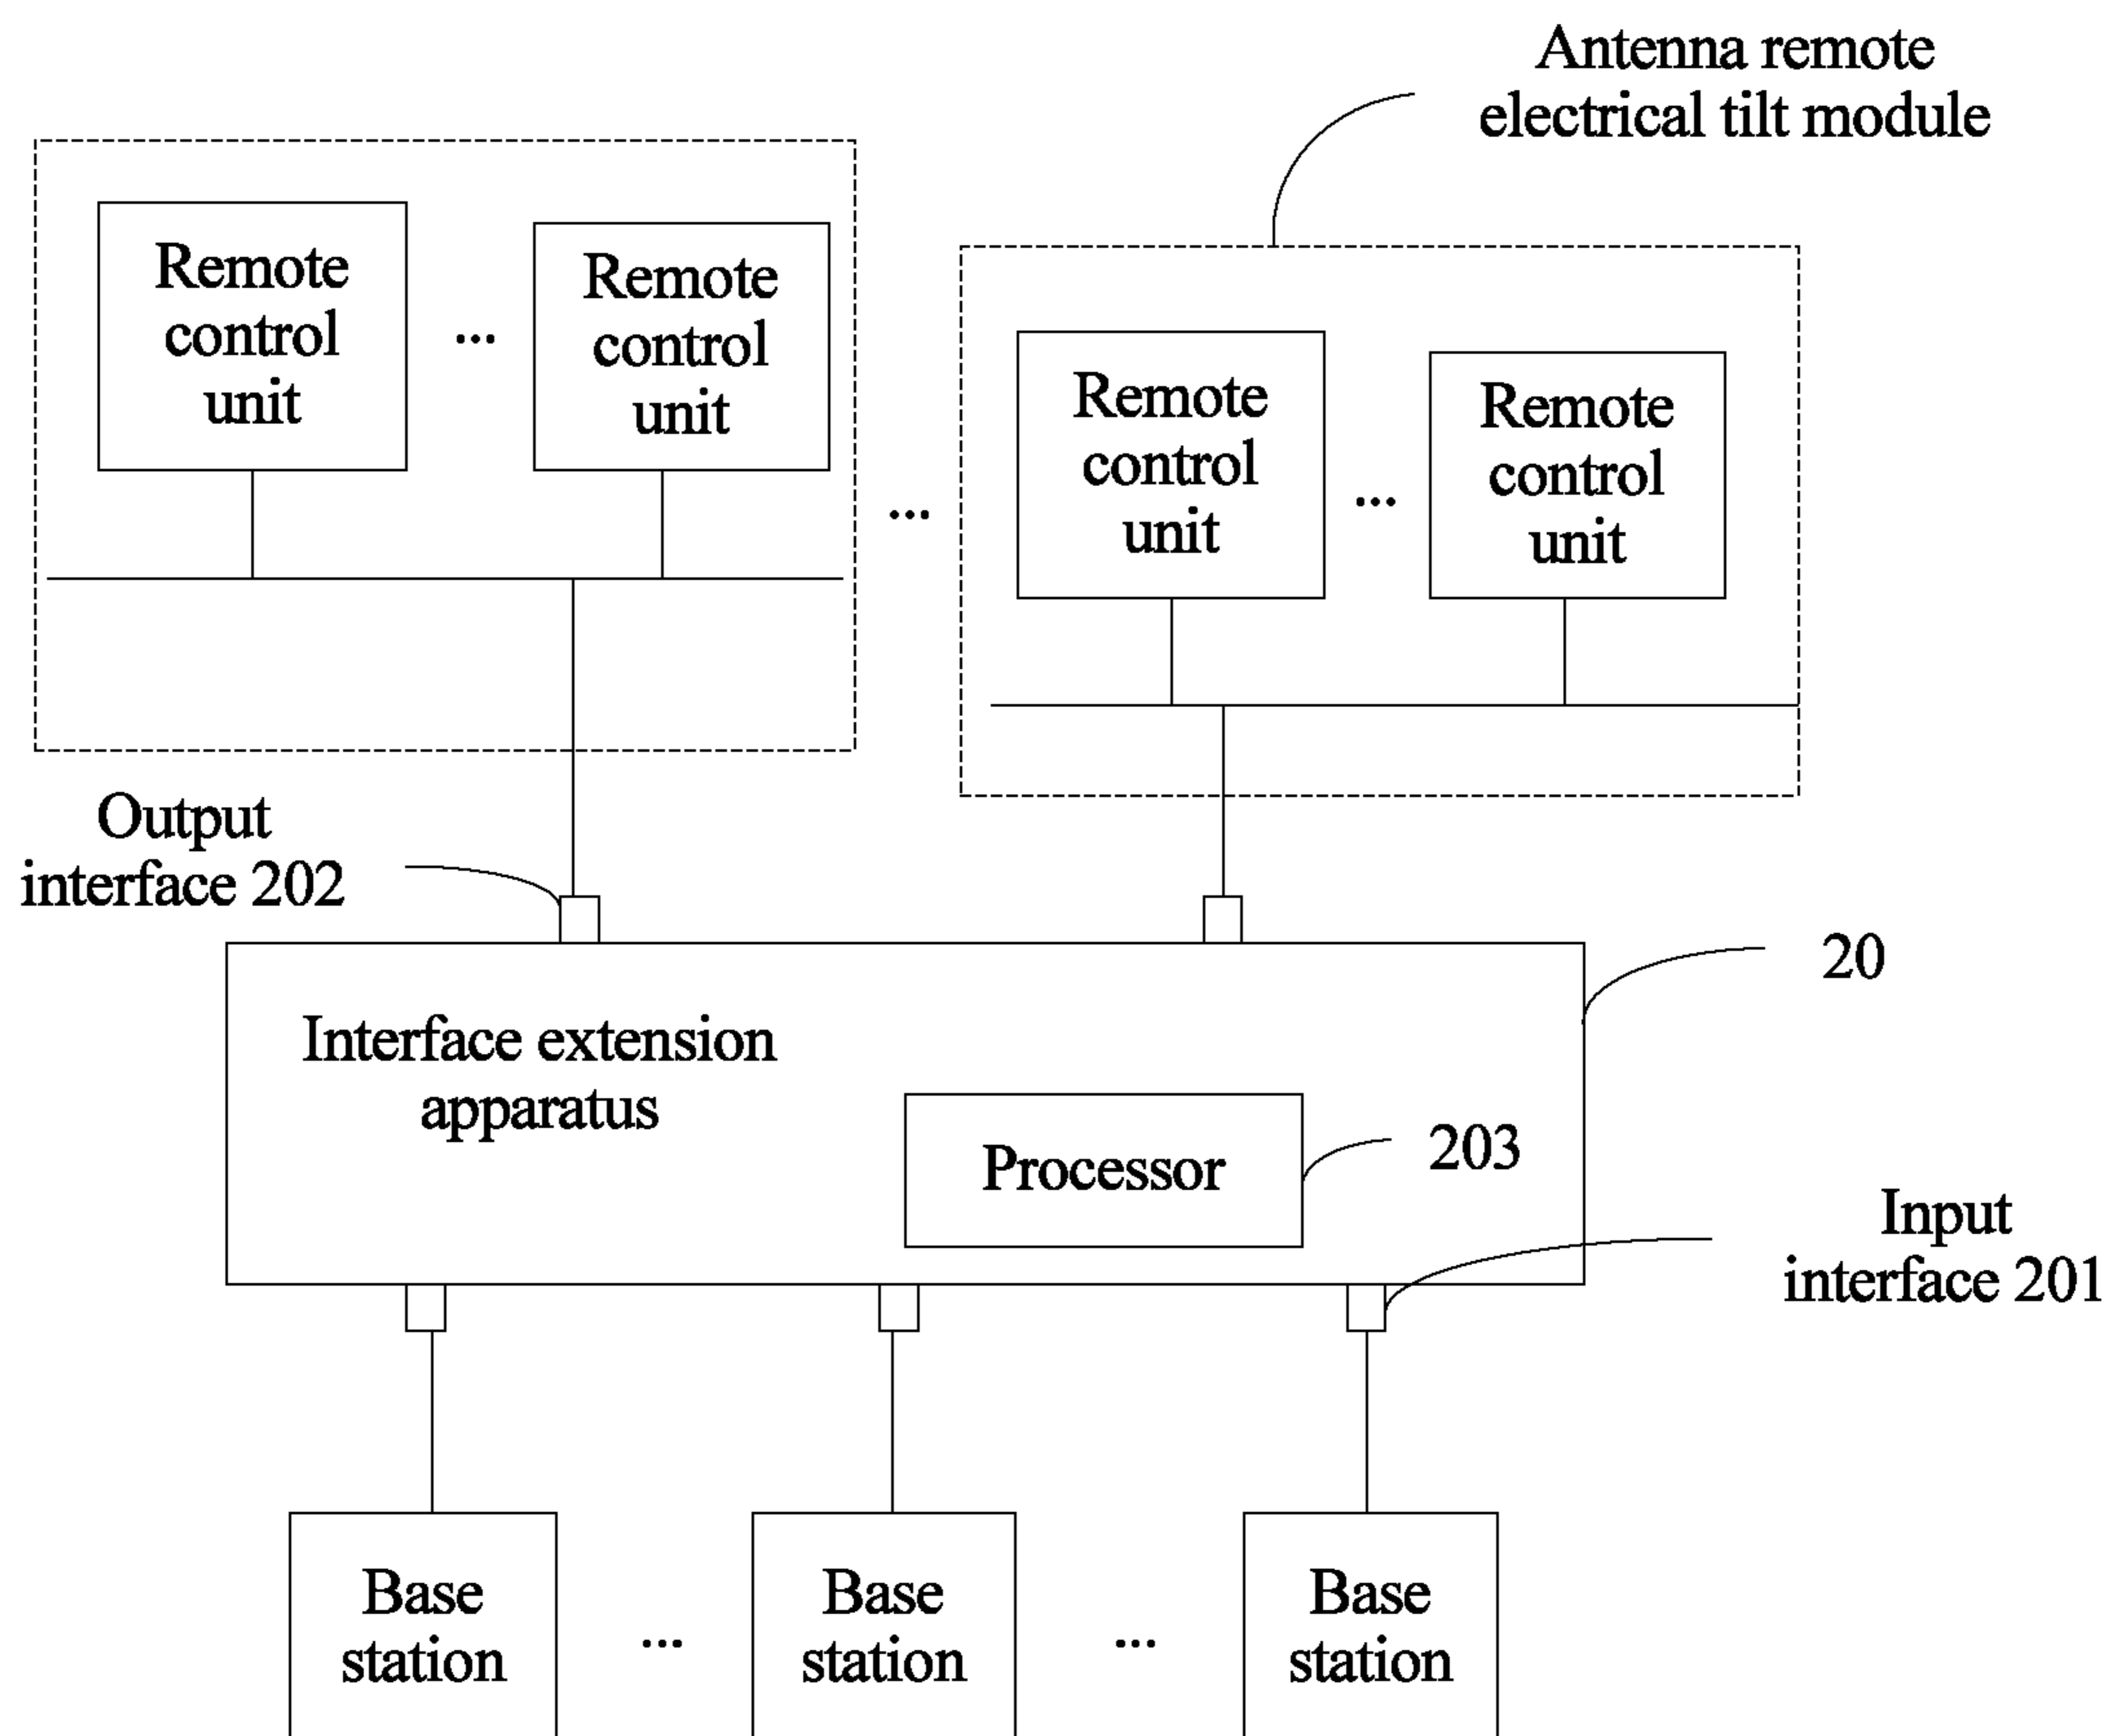 Antenna remote
electrical tilt module
Remote
control
unit
...
Remote
control
unit
...
Remote
control
unit
...
Remote
control
unit
Output
interface 202
20
Interface extension
apparatus
Processor
203
Input
interface 201
Base
station
...
Base
station
...
Base
station